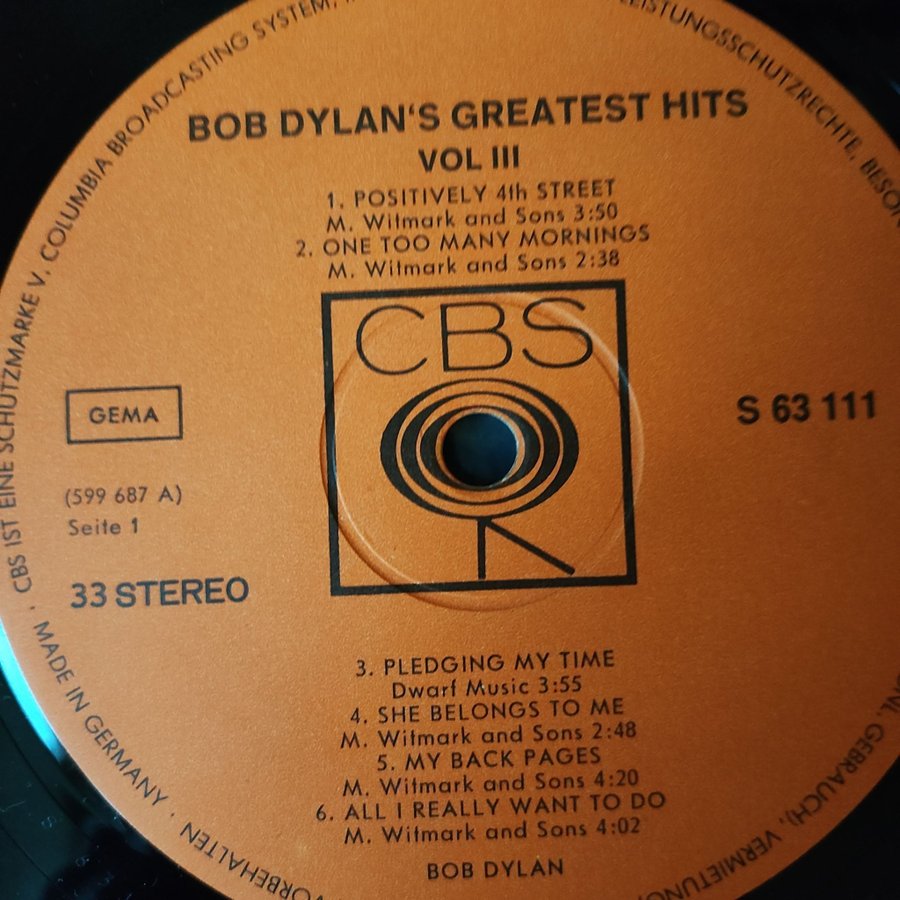 BOB DYLAN'S GREATEST HITS
VOL III
1. POSITIVELY 4th STREET
M. Witmark and Sons 3:50
2. ONE TOO MANY MORNINGS
M. Witmark and Sons 2:38
CBS
GEMA
S 63 111
(599 687 A)
Seite 1
33 STEREO
3. PLEDGING MY TIME
Dwarf Music 3:55
4. SHE BELONGS TO ME
M. Witmark and Sons 2:48
5. MY BACK PAGES
M. Witmark and Sons 4:20
6. ALL I REALLY WANT TO DO
M. Witmark and Sons 4:02
BOB DYLAN
· MADE IN GERMANY · CBS IST EINE SCHUTZMARKE V. COLUMBIA BROADCASTING SYSTEM,
LEISTUNGSSCHUTZRECHTE,
GEBRAUCH), VERMIETUNG,
VORBEHALTEN ·